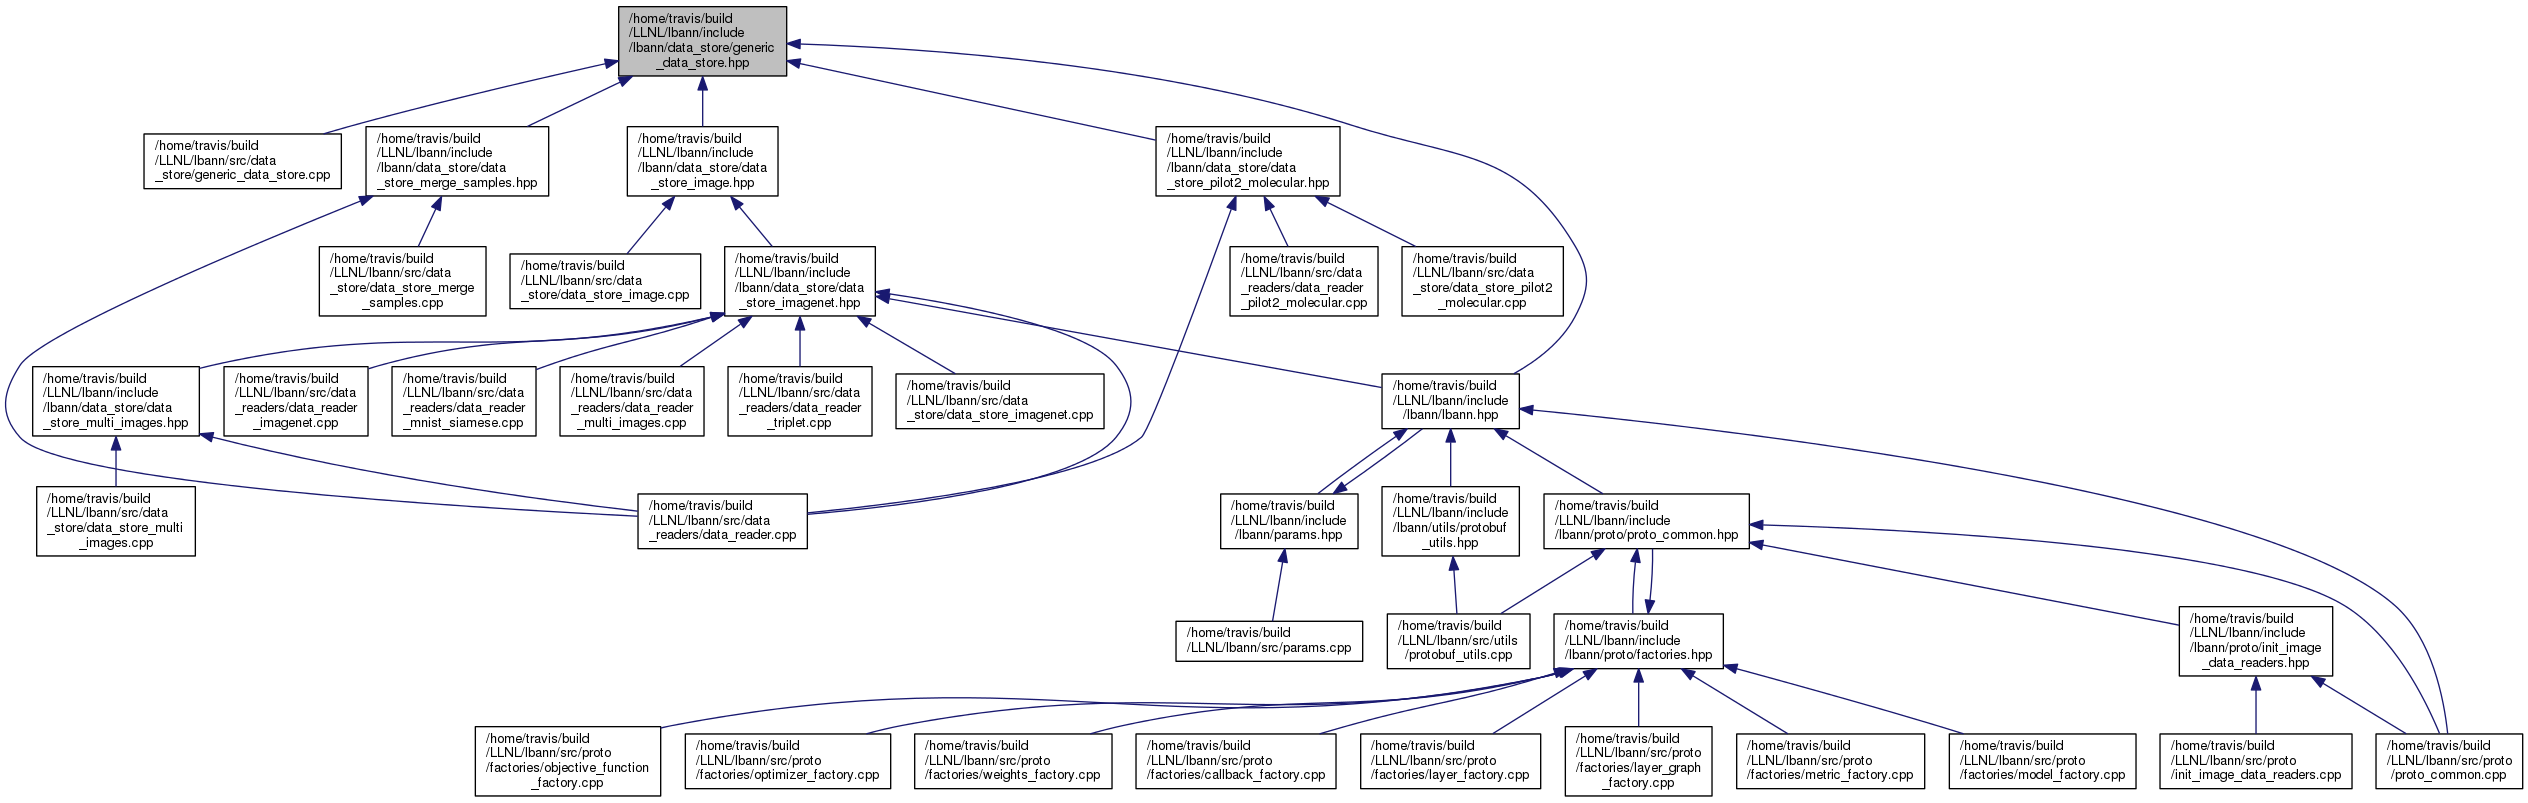 /home/travis/build
/LLNL/lbann/include
/lbann/data_store/generic
_data_store.hpp
/home/travis/build
/LLNL/lbann/src/data
_store/generic_data_store.cpp
/home/travis/build
/LLNL/lbann/include
/lbann/data_store/data
_store_merge_samples.hpp
/home/travis/build
/LLNL/lbann/include
/lbann/data_store/data
_store_image.hpp
/home/travis/build
/LLNL/lbann/include
/lbann/data_store/data
_store_pilot2_molecular.hpp
/home/travis/build
/LLNL/lbann/src/data
_store/data_store_merge
_samples.cpp
/home/travis/build
/LLNL/lbann/src/data
_store/data_store_image.cpp
/home/travis/build
/LLNL/lbann/include
/lbann/data_store/data
_store_imagenet.hpp
/home/travis/build
/LLNL/lbann/src/data
_readers/data_reader
_pilot2_molecular.cpp
/home/travis/build
/LLNL/lbann/src/data
_store/data_store_pilot2
_molecular.cpp
/home/travis/build
/LLNL/lbann/include
/lbann/data_store/data
_store_multi_images.hpp
/home/travis/build
/LLNL/lbann/src/data
_readers/data_reader
_imagenet.cpp
/home/travis/build
/LLNL/lbann/src/data
_readers/data_reader
_mnist_siamese.cpp
/home/travis/build
/LLNL/lbann/src/data
_readers/data_reader
_multi_images.cpp
/home/travis/build
/LLNL/lbann/src/data
_readers/data_reader
_triplet.cpp
/home/travis/build
/LLNL/lbann/src/data
_store/data_store_imagenet.cpp
/home/travis/build
/LLNL/lbann/include
/lbann/lbann.hpp
/home/travis/build
/LLNL/lbann/src/data
_store/data_store_multi
_images.cpp
/home/travis/build
/LLNL/lbann/src/data
_readers/data_reader.cpp
/home/travis/build
/LLNL/lbann/include
/lbann/params.hpp
/home/travis/build
/LLNL/lbann/include
/lbann/utils/protobuf
_utils.hpp
/home/travis/build
/LLNL/lbann/include
/lbann/proto/proto_common.hpp
/home/travis/build
/LLNL/lbann/src/params.cpp
/home/travis/build
/LLNL/lbann/src/utils
/protobuf_utils.cpp
/home/travis/build
/LLNL/lbann/include
/lbann/proto/factories.hpp
/home/travis/build
/LLNL/lbann/include
/lbann/proto/init_image
_data_readers.hpp
/home/travis/build
/LLNL/lbann/src/proto
/factories/objective_function
_factory.cpp
/home/travis/build
/LLNL/lbann/src/proto
/factories/optimizer_factory.cpp
/home/travis/build
/LLNL/lbann/src/proto
/factories/weights_factory.cpp
/home/travis/build
/LLNL/lbann/src/proto
/factories/callback_factory.cpp
/home/travis/build
/LLNL/lbann/src/proto
/factories/layer_factory.cpp
/home/travis/build
/LLNL/lbann/src/proto
/factories/layer_graph
_factory.cpp
/home/travis/build
/LLNL/lbann/src/proto
/factories/metric_factory.cpp
/home/travis/build
/LLNL/lbann/src/proto
/factories/model_factory.cpp
/home/travis/build
/LLNL/lbann/src/proto
/init_image_data_readers.cpp
/home/travis/build
/LLNL/lbann/src/proto
/proto_common.cpp